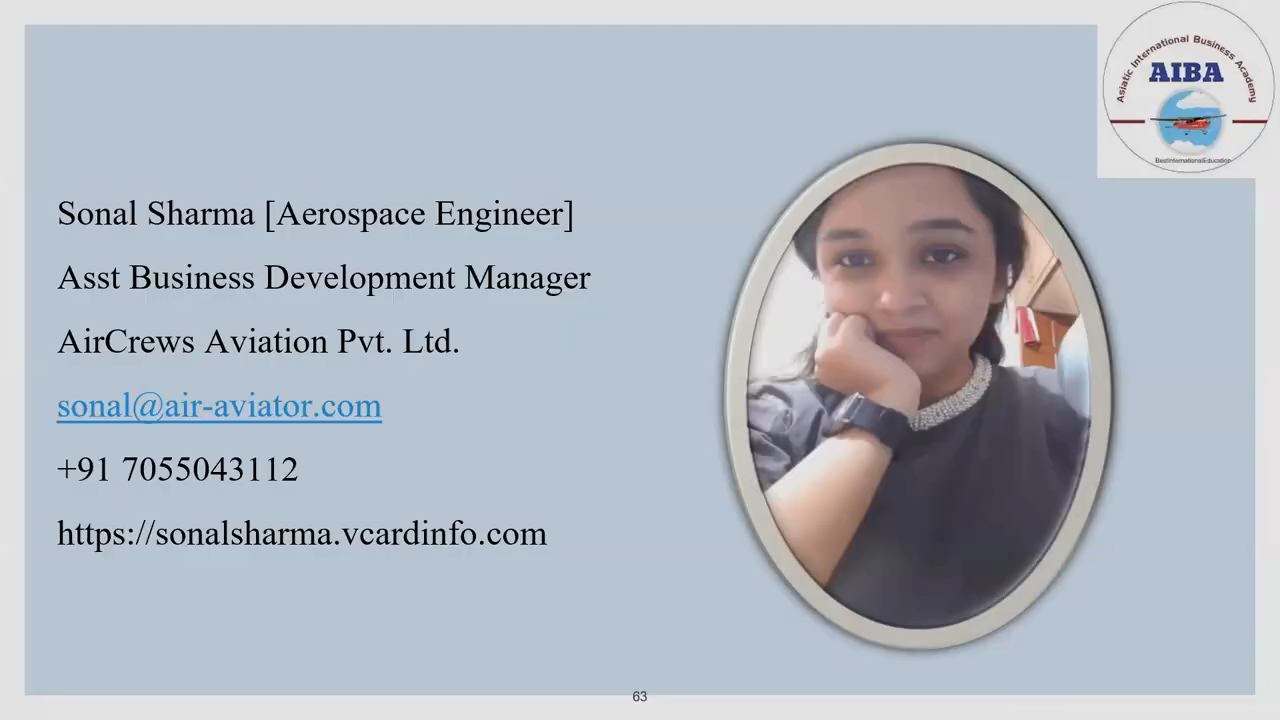 Asiatic International Business Academy
AIBA
BestInternationalEducation
Sonal Sharma [Aerospace Engineer]
Asst Business Development Manager
AirCrews Aviation Pvt. Ltd.
sonal@air-aviator.com
+91 7055043112
https://sonalsharma.vcardinfo.com
63